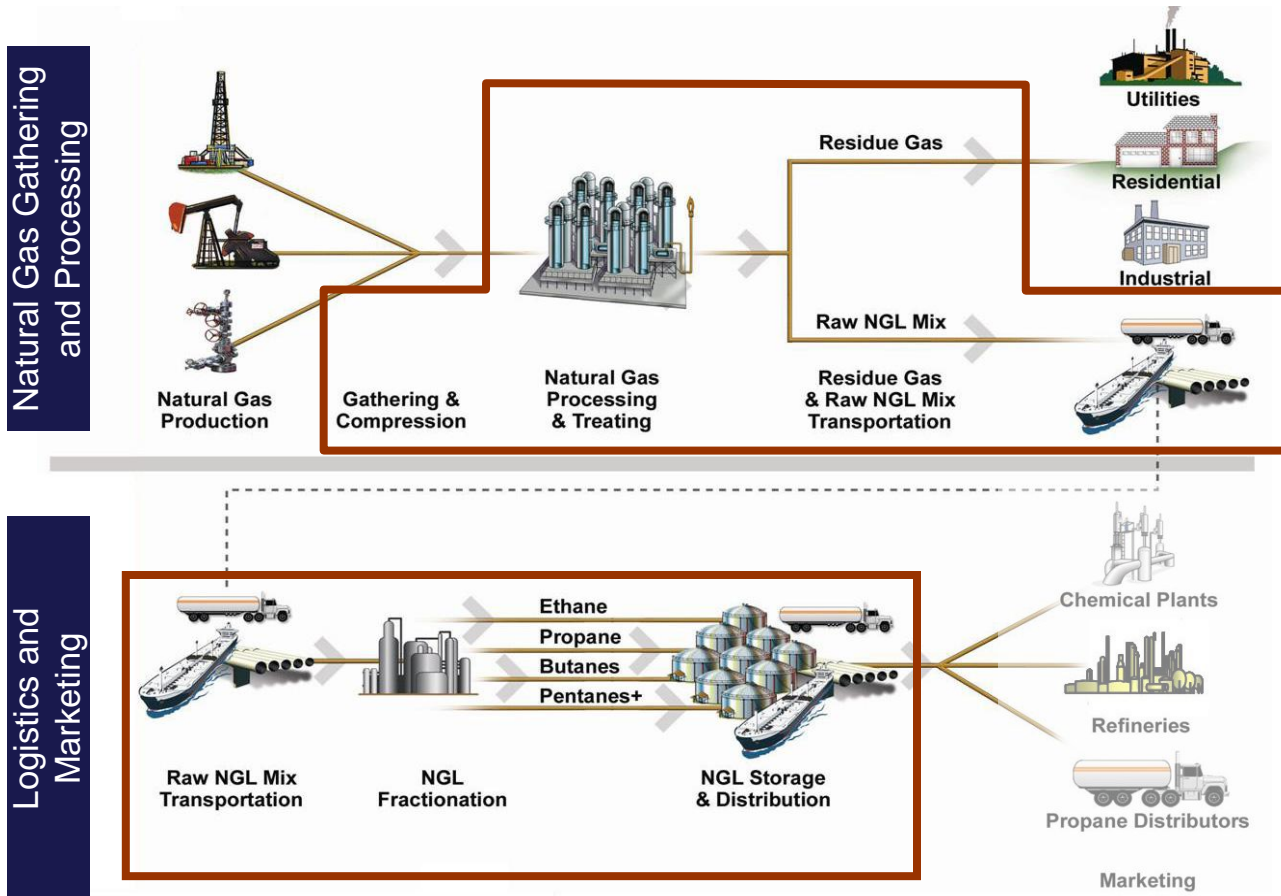 Natural Gas Gathering
and Processing
Utilities
Residue Gas
Residential
Industrial
Raw NGL Mix
Natural Gas
Production
Gathering &
Compression
Natural Gas
Processing
& Treating
Residue Gas
& Raw NGL Mix
Transportation
Logistics and
Marketing
Ethane
Propane
Butanes
Pentanes+
Chemical Plants
Refineries
Raw NGL Mix
Transportation
NGL
Fractionation
NGL Storage
& Distribution
Propane Distributors
Marketing